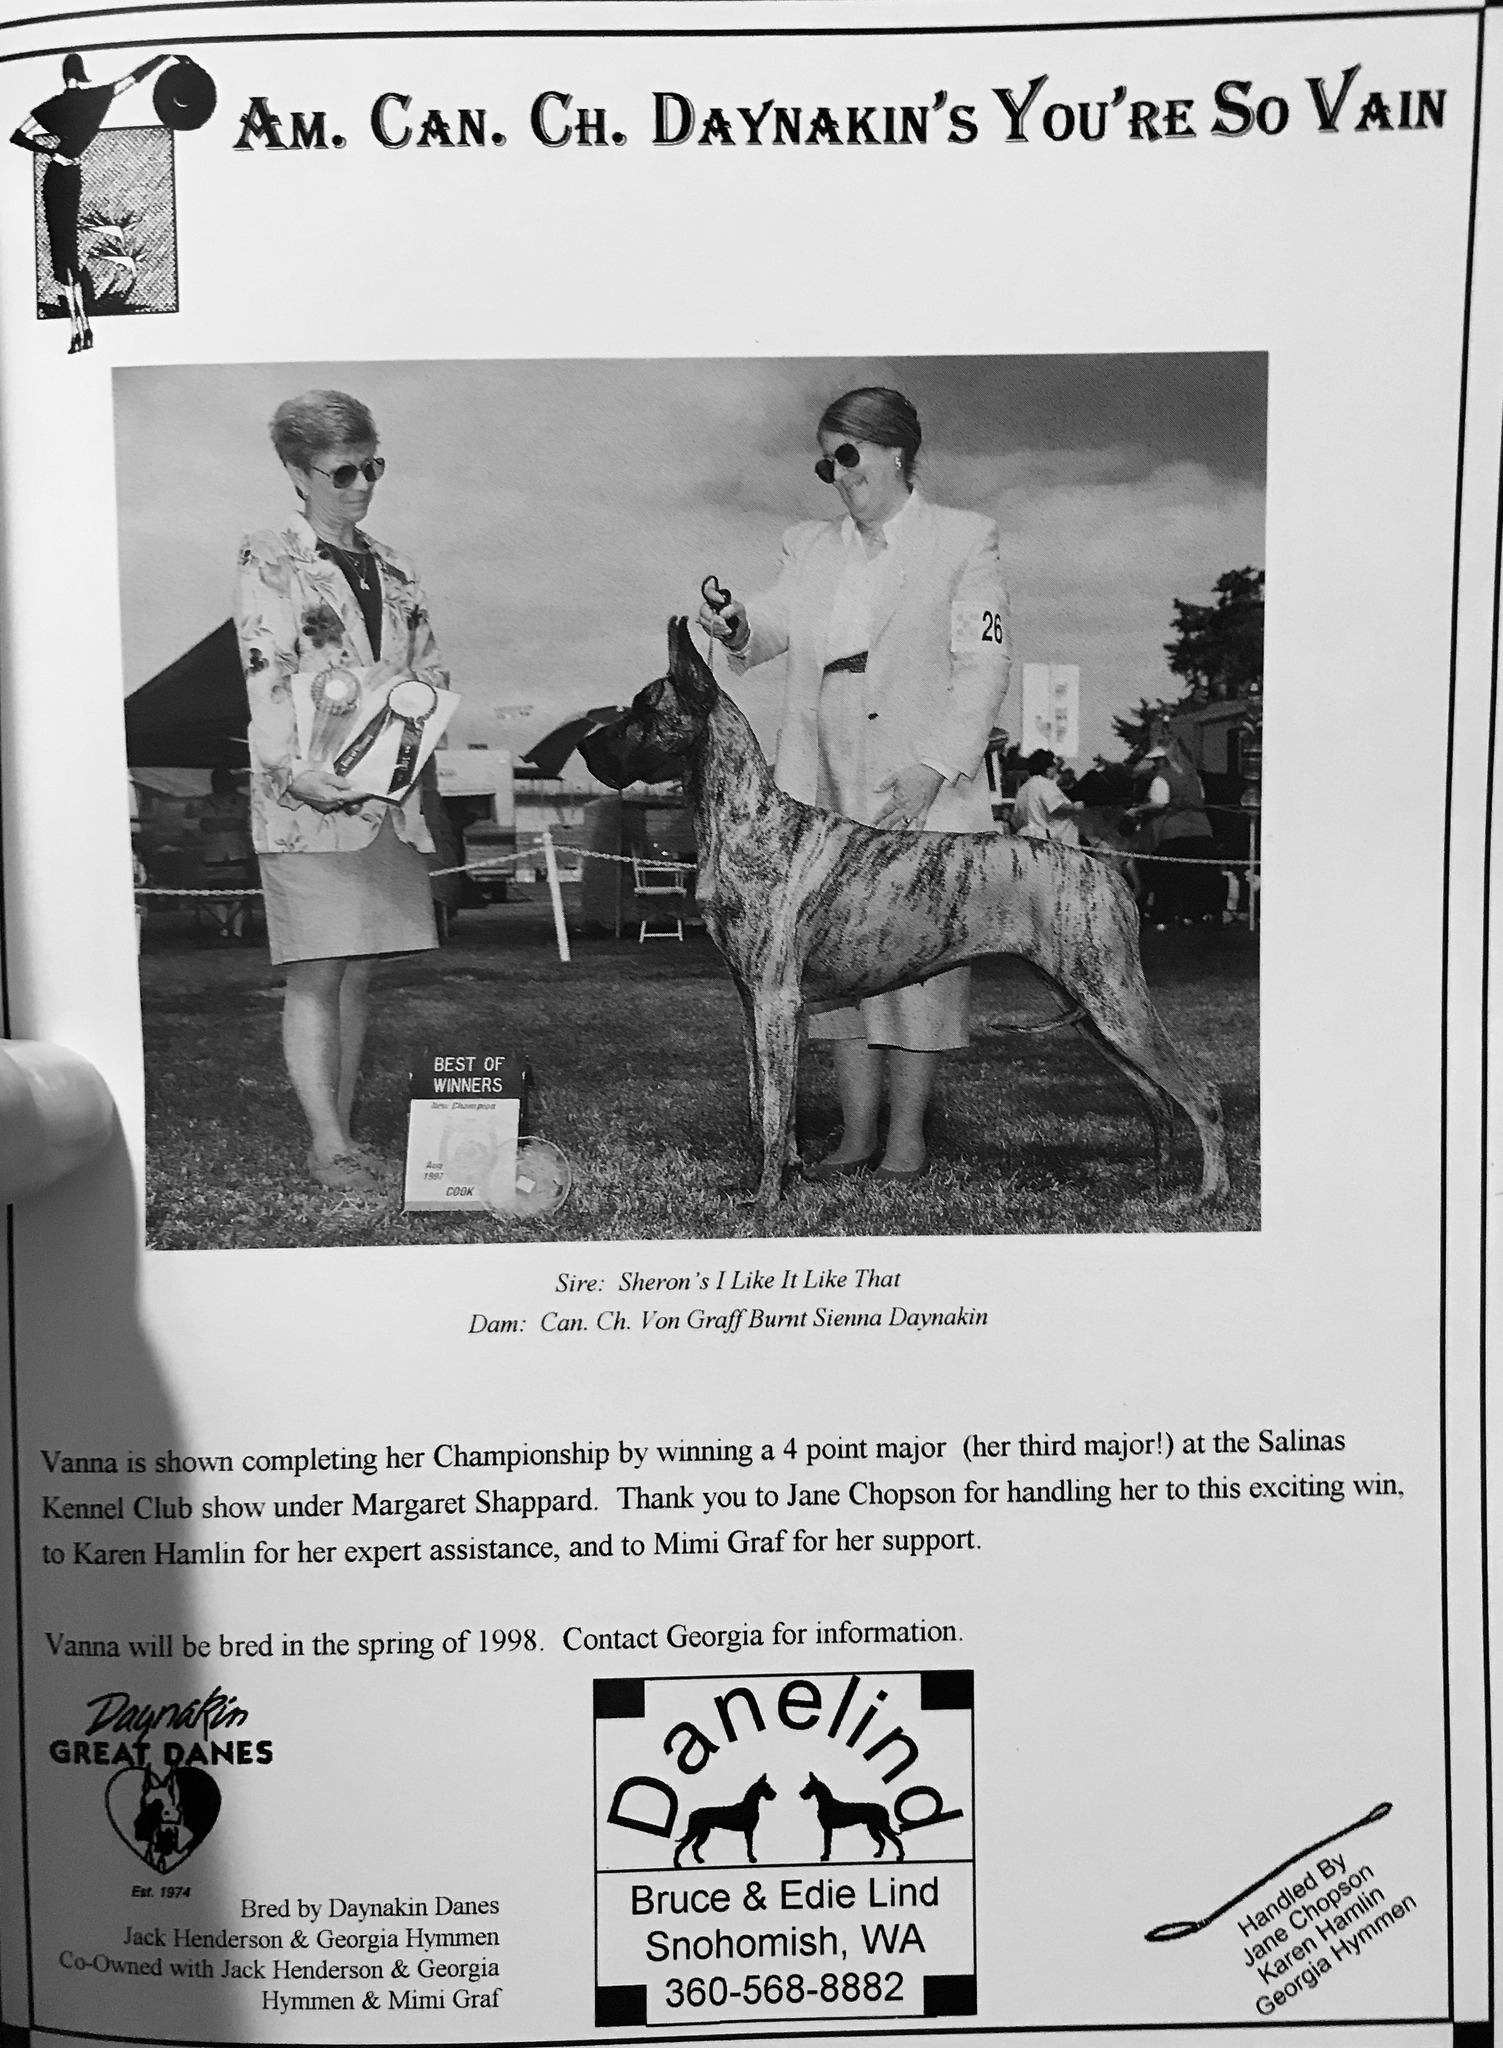 AM. CAN. CH. DAYNAKIN'S YOU'RE SO VAIN
26
BEST OF
WINNERS
New Champion
Aug
1997
COOK
Sire: Sheron's I Like It Like That
Dam: Can. Ch. Von Graff Burnt Sienna Daynakin
Vanna is shown completing her Championship by winning a 4 point major (her third major!) at the Salinas
Kennel Club show under Margaret Shappard. Thank you to Jane Chopson for handling her to this exciting win,
to Karen Hamlin for her expert assistance, and to Mimi Graf for her support.
Vanna will be bred in the spring of 1998. Contact Georgia for information.
Daynakin
GREAT DANES
Est. 1974
Bred by Daynakin Danes
Jack Henderson & Georgia Hymmen
Co-Owned with Jack Henderson & Georgia
Hymmen & Mimi Graf
Danelind
Bruce & Edie Lind
Snohomish, WA
360-568-8882
Handled By
Jane Chopson
Karen Hamlin
Georgia Hymmen